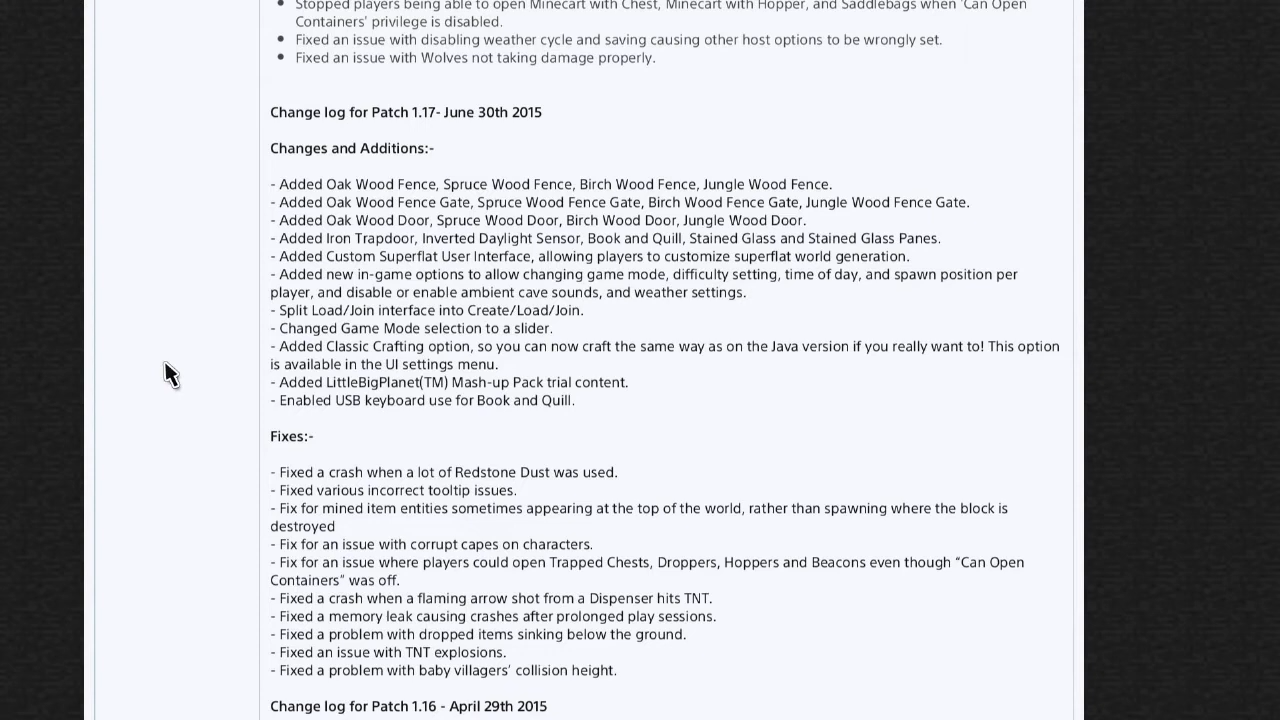 Stopped players being able to open Minecart with Chest, Minecart with Hopper, and Saddlebags when 'Can Open
Containers' privilege is disabled.
Fixed an issue with disabling weather cycle and saving causing other host options to be wrongly set.
Fixed an issue with Wolves not taking damage properly.
Change log for Patch 1.17- June 30th 2015
Changes and Additions:-
- Added Oak Wood Fence, Spruce Wood Fence, Birch Wood Fence, Jungle Wood Fence.
- Added Oak Wood Fence Gate, Spruce Wood Fence Gate, Birch Wood Fence Gate, Jungle Wood Fence Gate.
- Added Oak Wood Door, Spruce Wood Door, Birch Wood Door, Jungle Wood Door.
- Added Iron Trapdoor, Inverted Daylight Sensor, Book and Quill, Stained Glass and Stained Glass Panes.
- Added Custom Superflat User Interface, allowing players to customize superflat world generation.
- Added new in-game options to allow changing game mode, difficulty setting, time of day, and spawn position per
player, and disable or enable ambient cave sounds, and weather settings.
- Split Load/Join interface into Create/Load/Join.
- Changed Game Mode selection to a slider.
- Added Classic Crafting option, so you can now craft the same way as on the Java version if you really want to! This option
is available in the UI settings menu.
- Added LittleBigPlanet(TM) Mash-up Pack trial content.
- Enabled USB keyboard use for Book and Quill.
Fixes:-
- Fixed a crash when a lot of Redstone Dust was used.
- Fixed various incorrect tooltip issues.
- Fix for mined item entities sometimes appearing at the top of the world, rather than spawning where the block is
destroyed
- Fix for an issue with corrupt capes on characters.
- Fix for an issue where players could open Trapped Chests, Droppers, Hoppers and Beacons even though “Can Open
Containers” was off.
- Fixed a crash when a flaming arrow shot from a Dispenser hits TNT.
- Fixed a memory leak causing crashes after prolonged play sessions.
- Fixed a problem with dropped items sinking below the ground.
- Fixed an issue with TNT explosions.
- Fixed a problem with baby villagers’ collision height.
Change log for Patch 1.16 - April 29th 2015